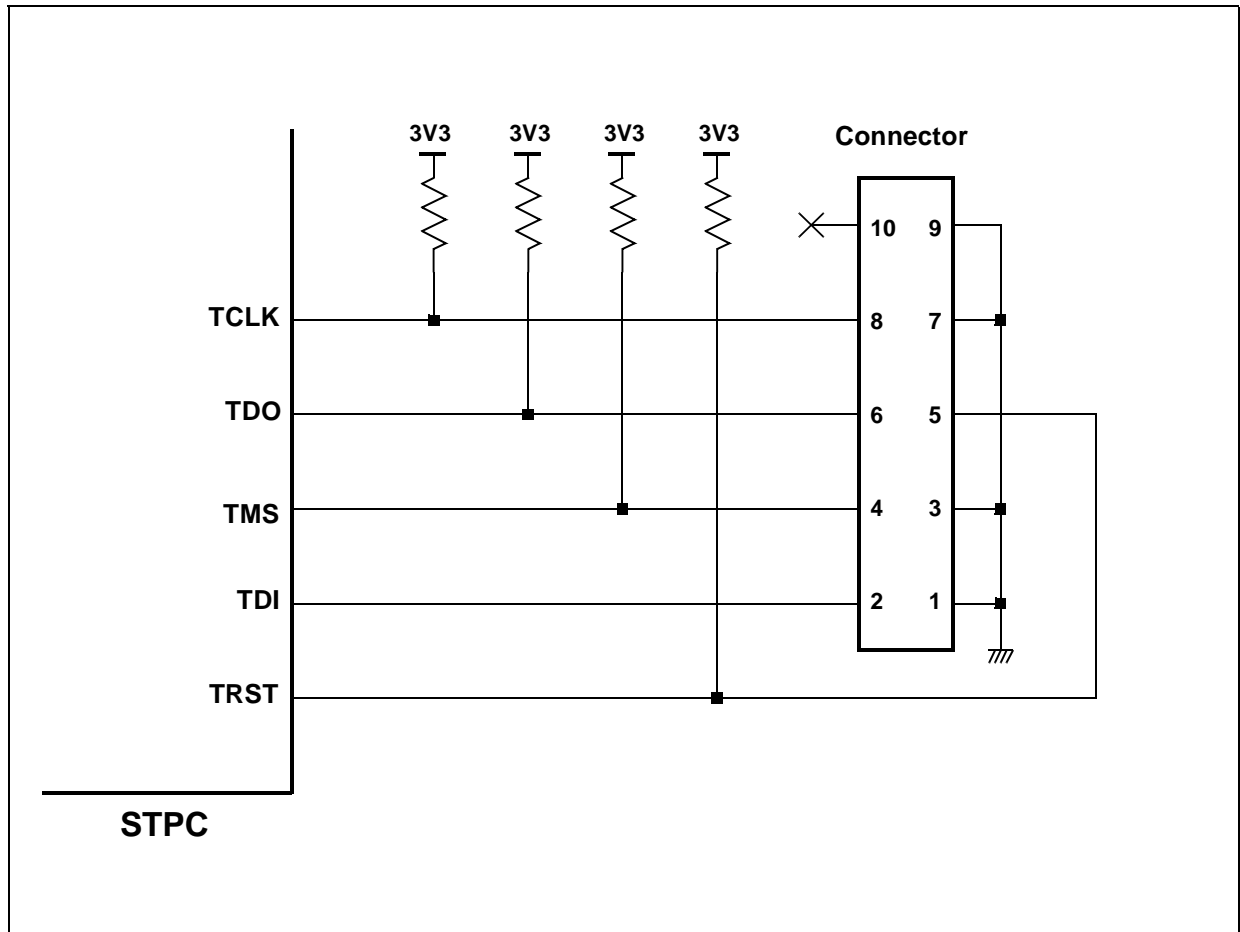 3V3 3V3 3V3 3V3
Connector
10 9
TCLK 8 7
TDO 6 5
TMS 4 3
TDI 2 1
TRST
STPC